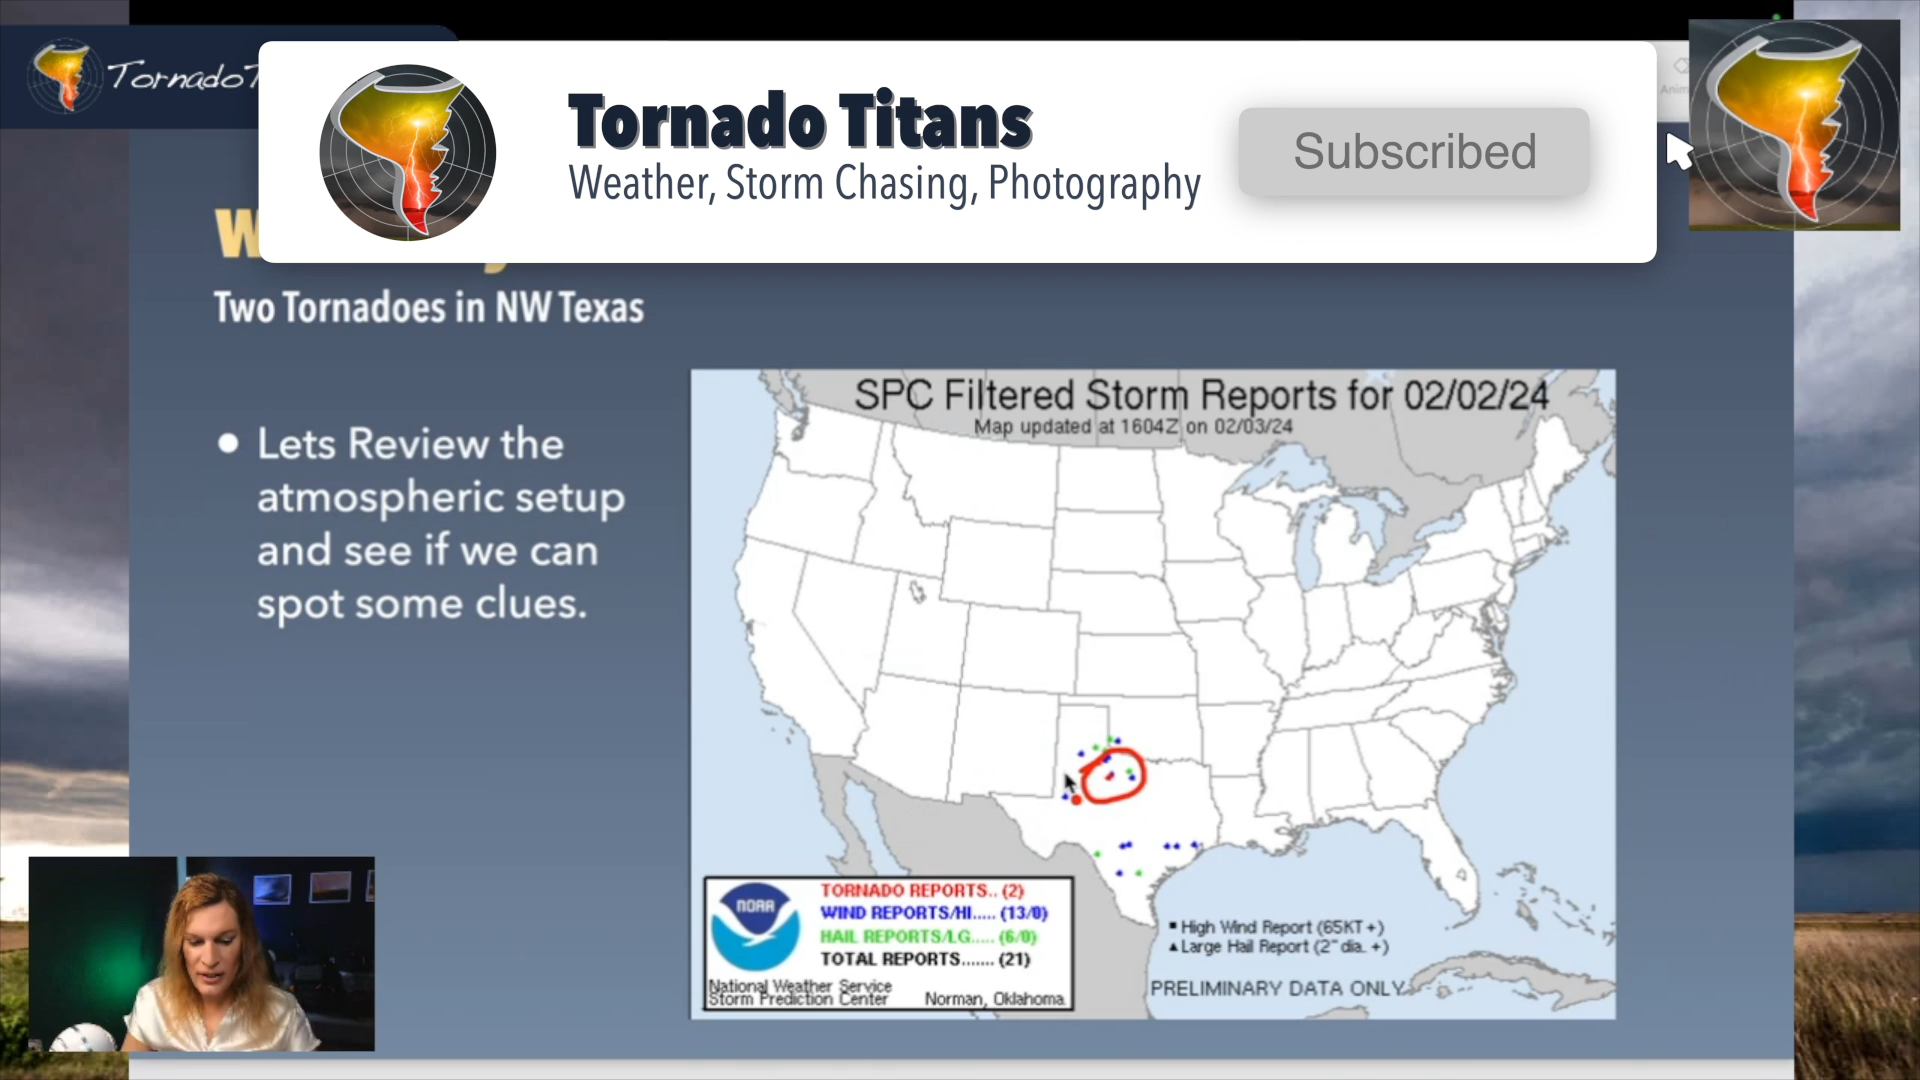 TornadoT
Tornado Titans
Weather, Storm Chasing, Photography
Subscribed
Anim
Two Tornadoes in NW Texas
• Lets Review the
atmospheric setup
and see if we can
spot some clues.
SPC Filtered Storm Reports for 02/02/24
Map updated at 1604Z on 02/03/24
NOAA
TORNADO REPORTS.. (2)
WIND REPORTS/HI..... (13/0)
HAIL REPORTS/LG..... (6/0)
TOTAL REPORTS....... (21)
National Weather Service
Storm Prediction Center
Norman, Oklahoma
High Wind Report (65KT +)
Large Hail Report (2" dia. +)
PRELIMINARY DATA ONLY